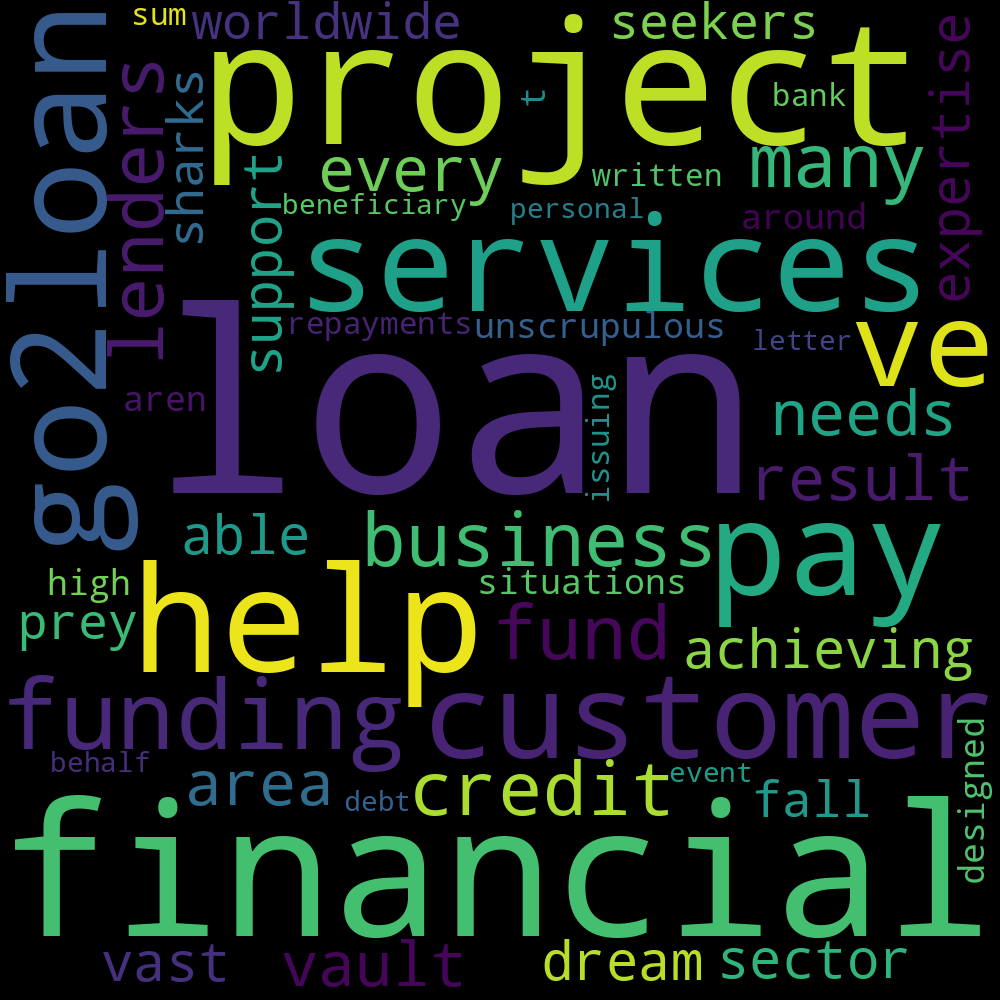 sum
worldwide
seekers
project
go2loan
lenders
sharks
t
bank
expertise
every
support
written
many
beneficiary
personal
around
services
repayments
unscrupulous
letter
ve
loan
aren
issuing
needs
result
able
business
pay
high
help
situations
prey
fund
achieving
funding
customer
behalf
area
debt
credit
event
fall
designed
financial
vast
vault
dream
sector